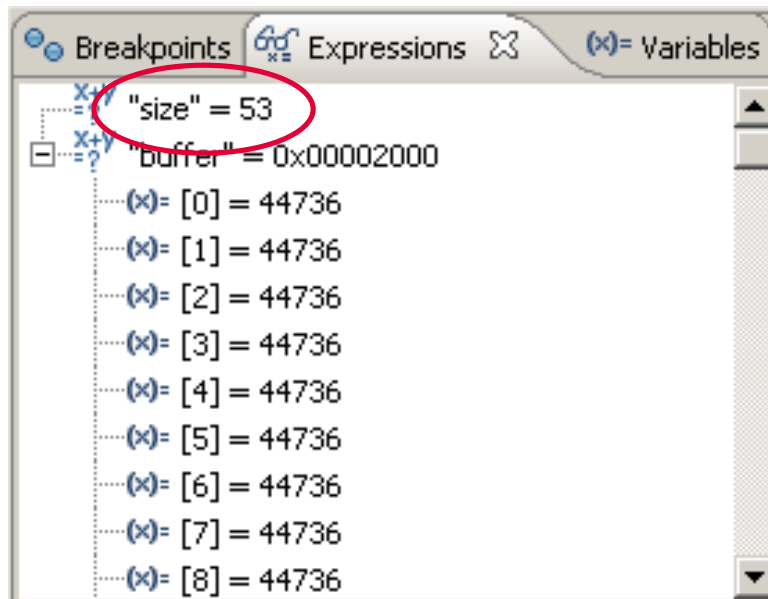 Breakpoints Expressions (x)= Variables
X+y =? "size" = 53
X+y =? "buffer" = 0x00002000
(x)= [0] = 44736
(x)= [1] = 44736
(x)= [2] = 44736
(x)= [3] = 44736
(x)= [4] = 44736
(x)= [5] = 44736
(x)= [6] = 44736
(x)= [7] = 44736
(x)= [8] = 44736